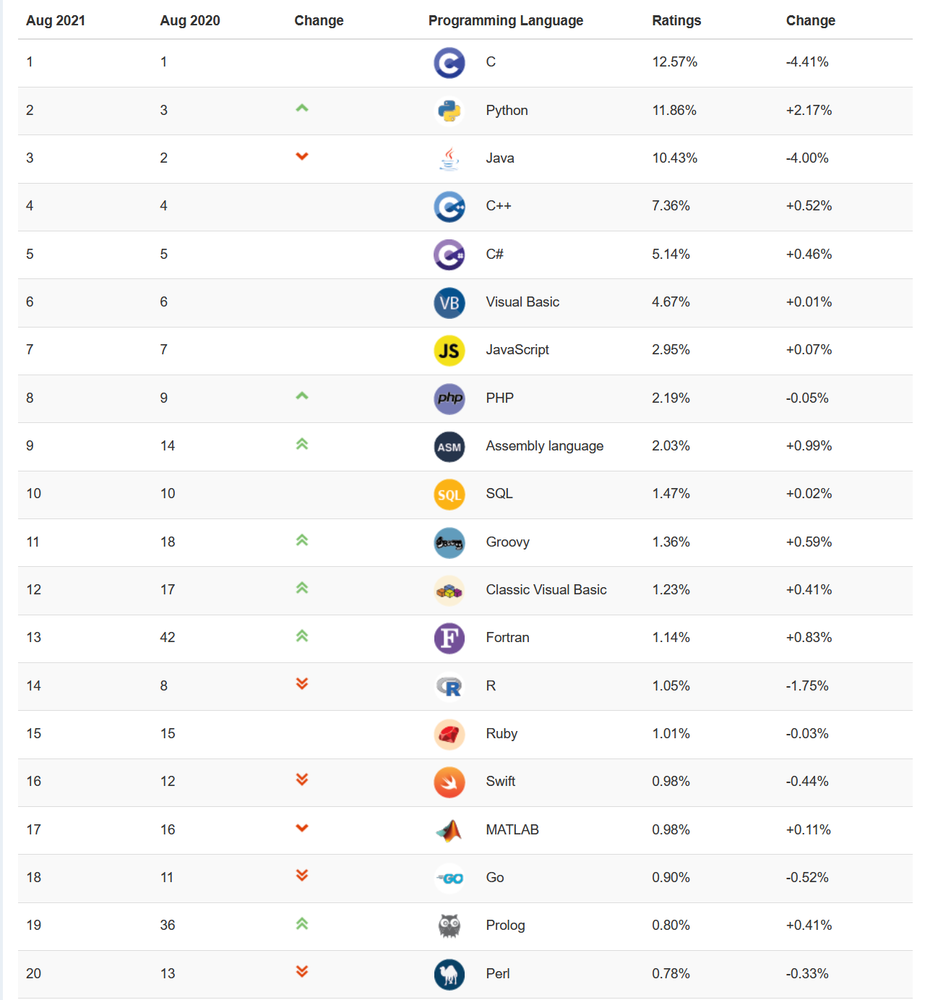 Aug 2021 Aug 2020 Change Programming Language Ratings Change
1 1 C C 12.57% -4.41%
2 3 Python 11.86% +2.17%
3 2 Java 10.43% -4.00%
4 4 C++ C++ 7.36% +0.52%
5 5 C# C# 5.14% +0.46%
6 6 VB Visual Basic 4.67% +0.01%
7 7 JS JavaScript 2.95% +0.07%
8 9 php PHP 2.19% -0.05%
9 14 ASM Assembly language 2.03% +0.99%
10 10 SQL SQL 1.47% +0.02%
11 18 Groovy 1.36% +0.59%
12 17 Classic Visual Basic 1.23% +0.41%
13 42 F Fortran 1.14% +0.83%
14 8 R R 1.05% -1.75%
15 15 Ruby 1.01% -0.03%
16 12 Swift 0.98% -0.44%
17 16 MATLAB 0.98% +0.11%
18 11 GO Go 0.90% -0.52%
19 36 Prolog 0.80% +0.41%
20 13 Perl 0.78% -0.33%